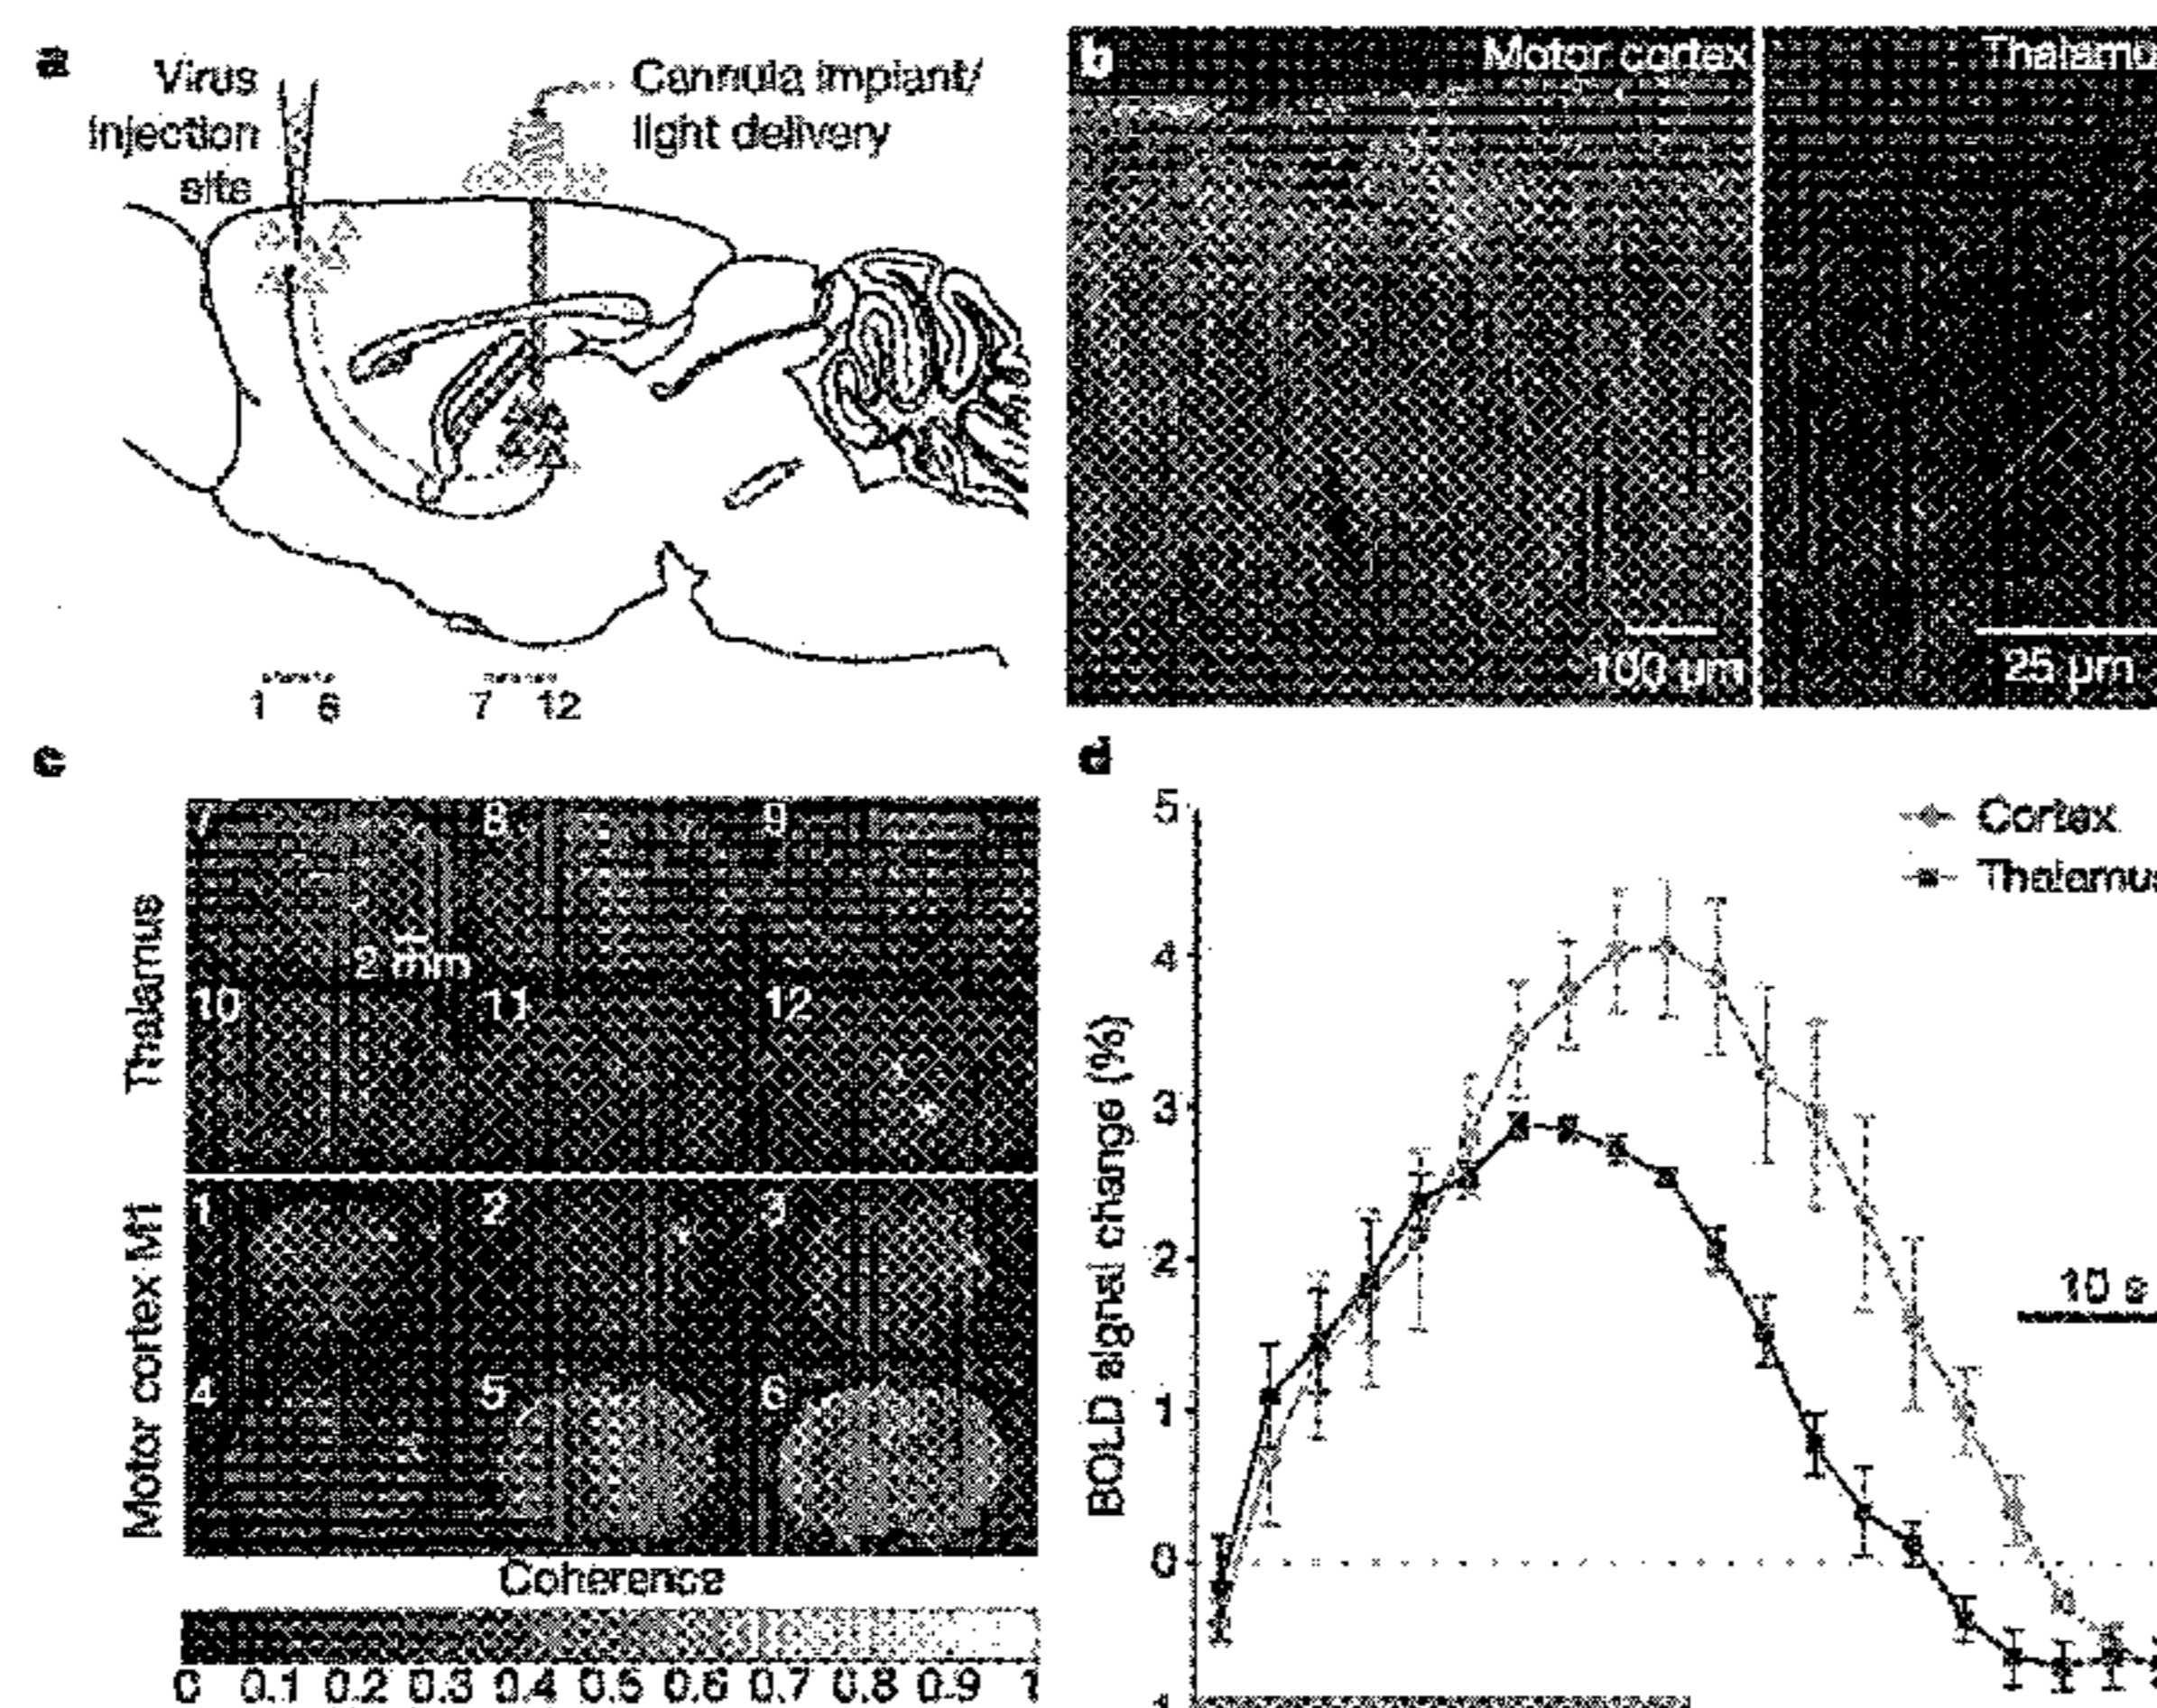 a
Virus
injection
site
Cannula implant/
light delivery
1 6 7 12
b
Motor cortex
Thalamu
100 µm
25 µm
c
Thalamus
7 8 9
2 mm
10 11 12
Motor cortex M1
1 2 3
4 5 6
Coherence
0 0.1 0.2 0.3 0.4 0.5 0.6 0.7 0.8 0.9 1
d
BOLD signal change (%)
5
4
3
2
1
0
Cortex
Thalamus
10 s